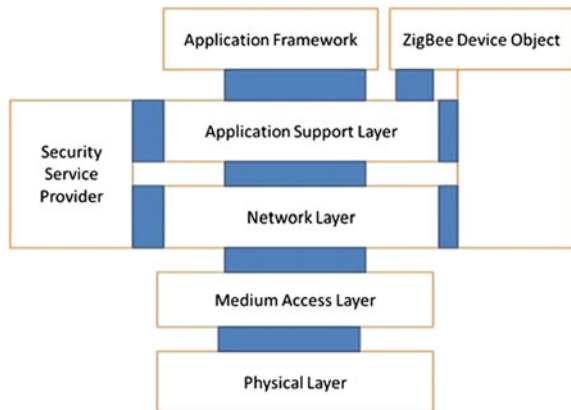 Application Framework
ZigBee Device Object
Application Support Layer
Security
Service
Provider
Network Layer
Medium Access Layer
Physical Layer